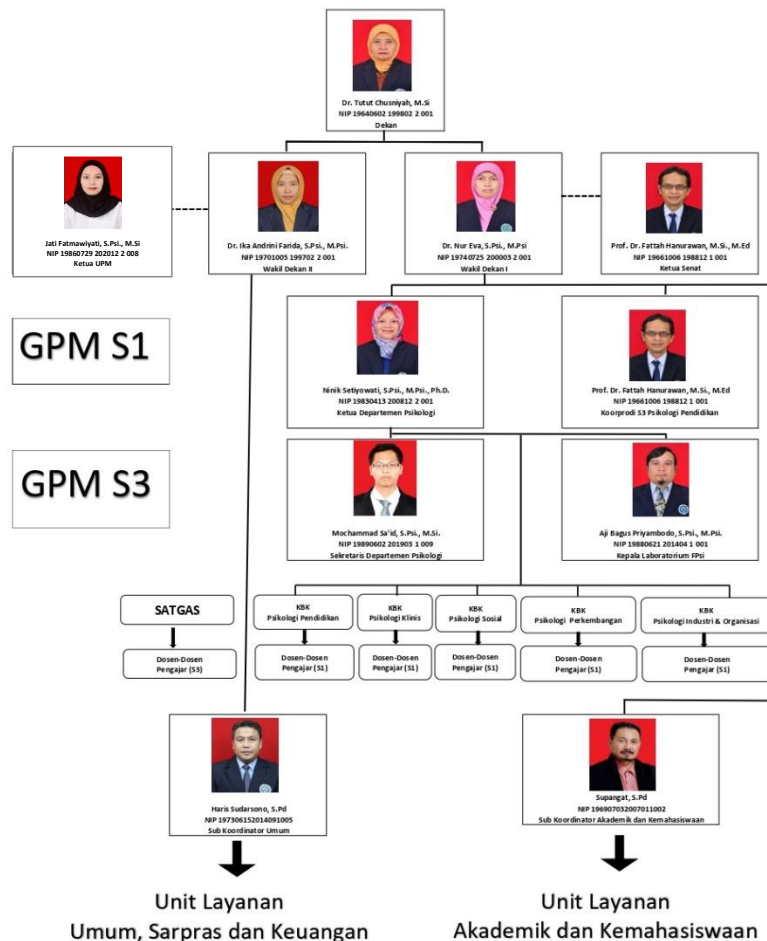 Dr. Tutut Chusniyah, M.Si
NIP 19640602 199802 2 001
Dekan
Jati Fatmawiyati, S.Psi., M.Si
NIP 19860729 202012 2 008
Ketua UPM
Dr. Ika Andrini Farida, S.Psi., M.Psi.
NIP 19701005 199702 2 001
Wakil Dekan II
Dr. Nur Eva, S.Psi., M.Psi
NIP 19740725 200003 2 001
Wakil Dekan I
Prof. Dr. Fattah Hanurawan, M.Si., M.Ed
NIP 19661006 198812 1 001
Ketua Senat
GPM S1
Ninik Setiyowati, S.Psi., M.Psi., Ph.D.
NIP 19830413 200812 2 001
Ketua Departemen Psikologi
Prof. Dr. Fattah Hanurawan, M.Si., M.Ed
NIP 19661006 198812 1 001
Koorprodi S3 Psikologi Pendidikan
GPM S3
Mochammad Sa'id, S.Psi., M.Si.
NIP 19890602 201903 1 009
Sekretaris Departemen Psikologi
Aji Bagus Priyambodo, S.Psi., M.Psi.
NIP 19880621 201404 1 001
Kepala Laboratorium FPsi
SATGAS
Dosen-Dosen
Pengajar (S3)
KBK
Psikologi Pendidikan
Dosen-Dosen
Pengajar (S1)
KBK
Psikologi Klinis
Dosen-Dosen
Pengajar (S1)
KBK
Psikologi Sosial
Dosen-Dosen
Pengajar (S1)
KBK
Psikologi Perkembangan
Dosen-Dosen
Pengajar (S1)
KBK
Psikologi Industri & Organisasi
Dosen-Dosen
Pengajar (S1)
Haris Sudarsono, S.Pd
NIP 197306152014091005
Sub Koordinator Umum
Supangat, S.Pd
NIP 196907032007011002
Sub Koordinator Akademik dan Kemahasiswaan
Unit Layanan
Umum, Sarpras dan Keuangan
Unit Layanan
Akademik dan Kemahasiswaan